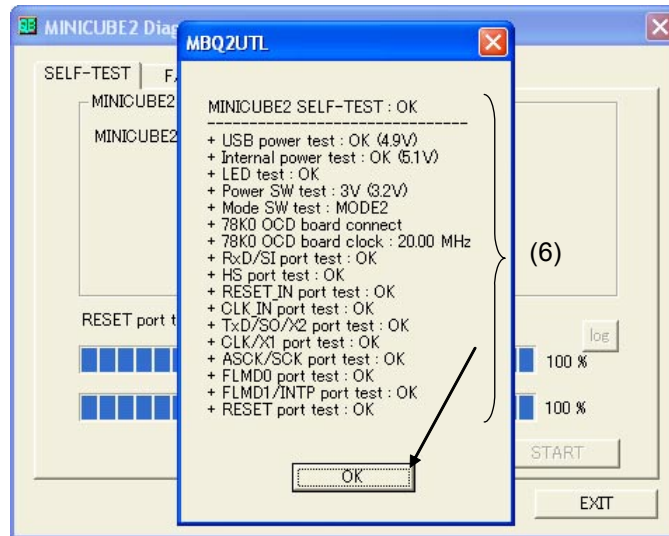 MINICUBE2 Diag
MBQ2UTL
SELF-TEST
MINICUBE2
MINICUBE2
MINICUBE2 SELF-TEST : OK
--------------------------------
+ USB power test : OK (4.9V)
+ Internal power test : OK (5.1V)
+ LED test : OK
+ Power SW test : 3V (3.2V)
+ Mode SW test : MODE2
+ 78K0 OCD board connect
+ 78K0 OCD board clock : 20.00 MHz
+ RxD/SI port test : OK
+ HS port test : OK
+ RESET_IN port test : OK
+ CLK_IN port test : OK
+ TxD/SO/X2 port test : OK
+ CLK/X1 port test : OK
+ ASCK/SCK port test : OK
+ FLMD0 port test : OK
+ FLMD1/INTP port test : OK
+ RESET port test : OK
(6)
RESET port t
log
100 %
100 %
START
OK
EXIT